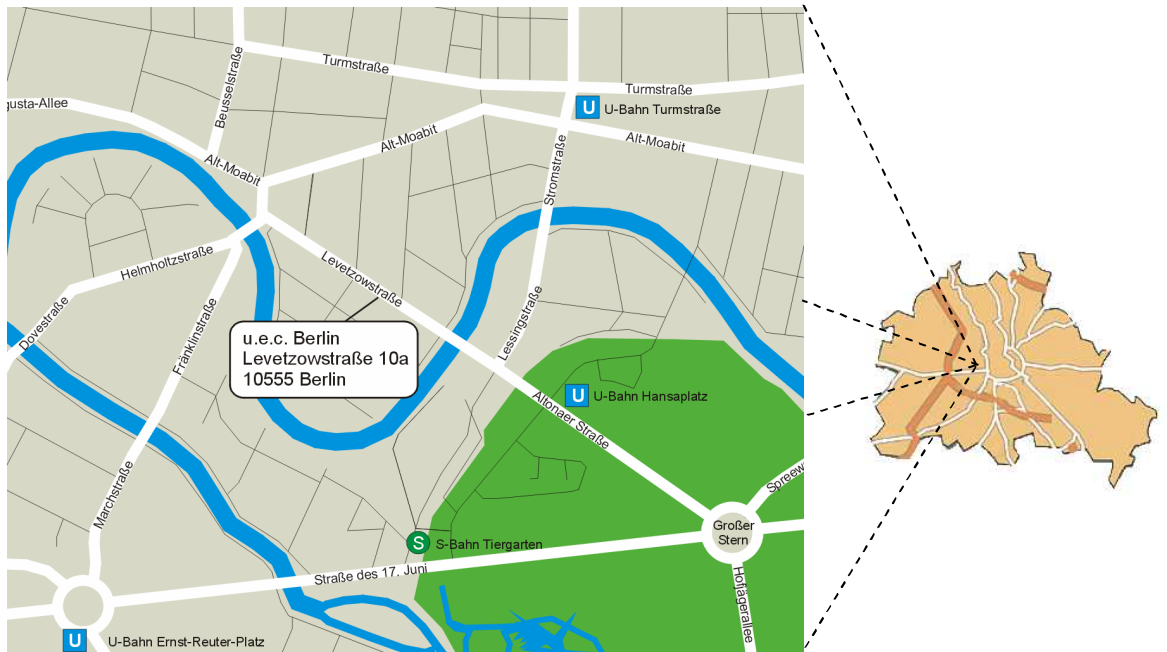 Turmstraße
Turmstraße
Beusselstraße
gusta-Allee
U
U-Bahn Turmstraße
Alt-Moabit
Alt-Moabit
Alt-Moabit
Stromstraße
Helmholtzstraße
Levetzowstraße
Dovestraße
Fränklinstraße
Lessingstraße
u.e.c. Berlin
Levetzowstraße 10a
10555 Berlin
U
U-Bahn Hansaplatz
Altonaer Straße
Marchstraße
Spreew
Großer
Stern
S
S-Bahn Tiergarten
Straße des 17. Juni
Hofjägerallee
U
U-Bahn Ernst-Reuter-Platz